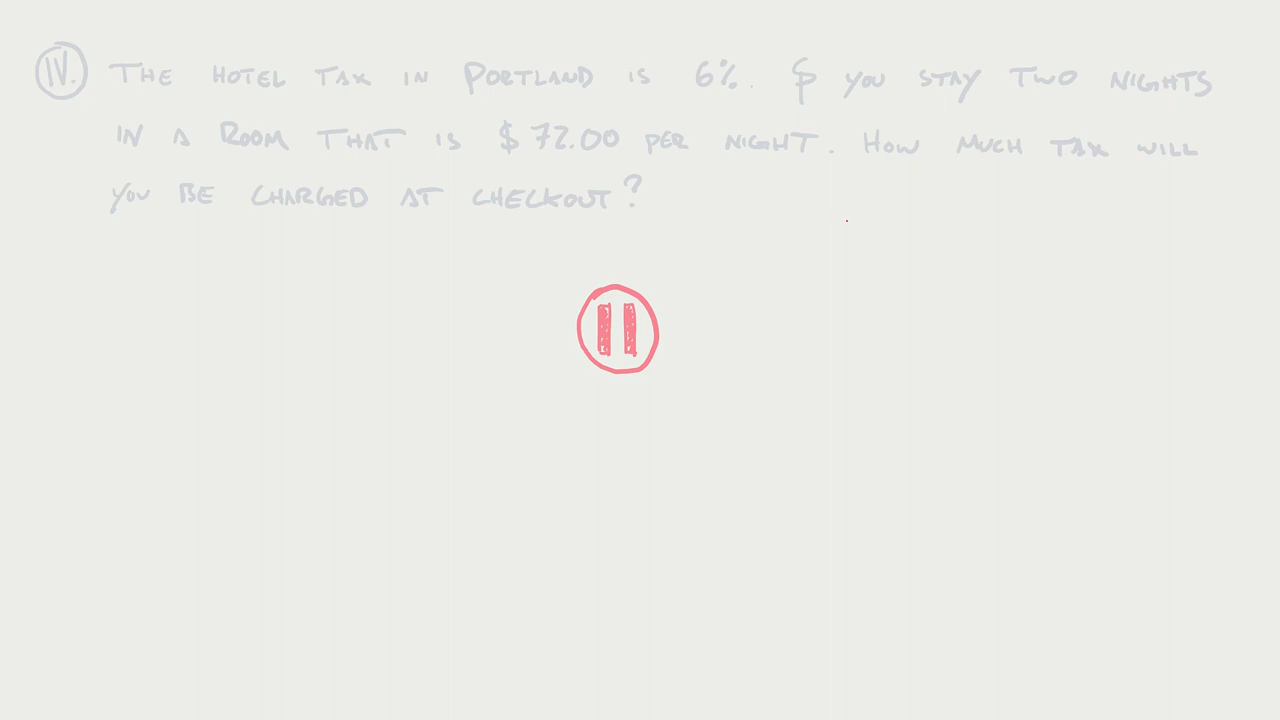 IV. THE HOTEL TAX IN PORTLAND IS 6%. YOU STAY TWO NIGHTS
IN A ROOM THAT IS $72.00 PER NIGHT. HOW MUCH TAX WILL
YOU BE CHARGED AT CHECKOUT?